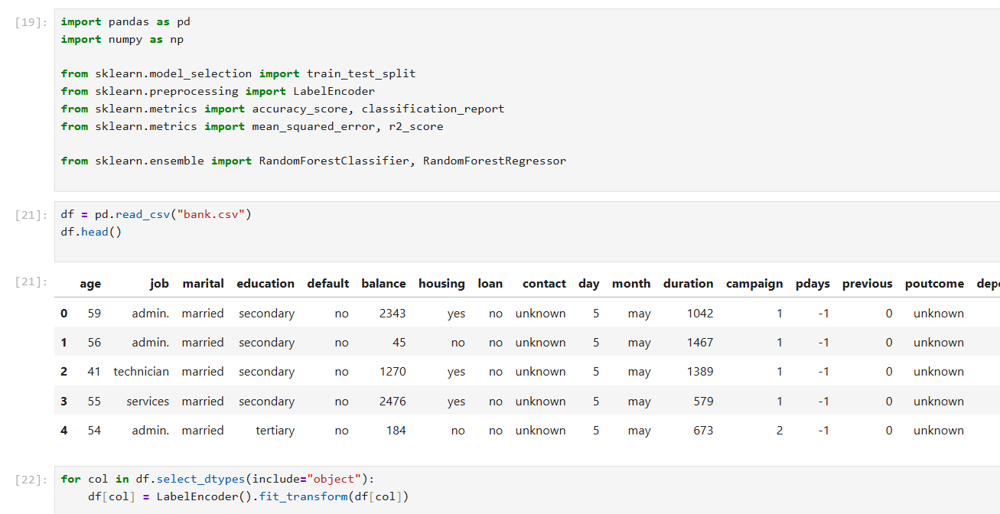 [19]: import pandas as pd
import numpy as np
from sklearn.model_selection import train_test_split
from sklearn.preprocessing import LabelEncoder
from sklearn.metrics import accuracy_score, classification_report
from sklearn.metrics import mean_squared_error, r2_score
from sklearn.ensemble import RandomForestClassifier, RandomForestRegressor
[21]: df = pd.read_csv("bank.csv")
df.head()
[21]: age job marital education default balance housing loan contact day month duration campaign pdays previous poutcome depo
0 59 admin. married secondary no 2343 yes no unknown 5 may 1042 1 -1 0 unknown
1 56 admin. married secondary no 45 no no unknown 5 may 1467 1 -1 0 unknown
2 41 technician married secondary no 1270 yes no unknown 5 may 1389 1 -1 0 unknown
3 55 services married secondary no 2476 yes no unknown 5 may 579 1 -1 0 unknown
4 54 admin. married tertiary no 184 no no unknown 5 may 673 2 -1 0 unknown
[22]: for col in df.select_dtypes(include="object"):
df[col] = LabelEncoder().fit_transform(df[col])